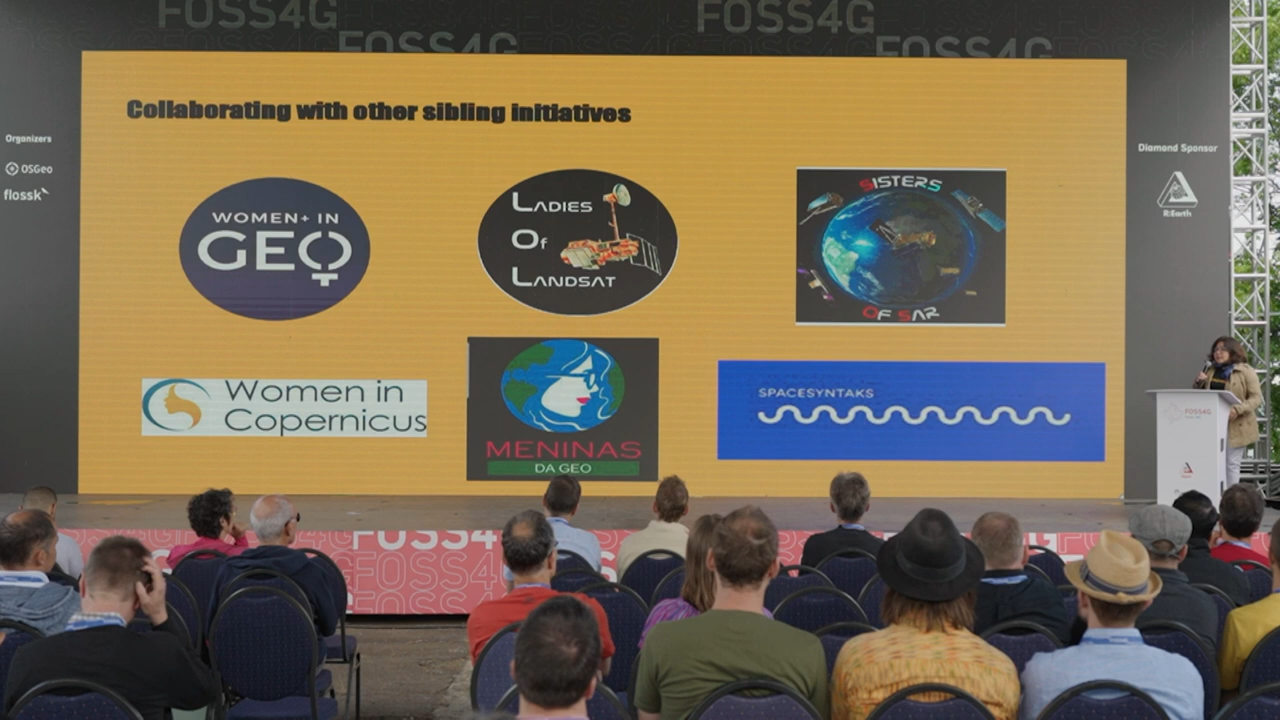 FOSS4G
FOSS4G
FOSS4G
FOSS4G
Collaborating with other sibling initiatives
Organizers
OSGeo
flossk
Diamond Sponsor
R:Earth
WOMEN+ IN
GEO
LADIES
OF
LANDSAT
SISTERS
OF SAR
Women in
Copernicus
MENINAS
DA GEO
SPACESYNTAKS
FOSS4G
FOSS4G
FOSS4G